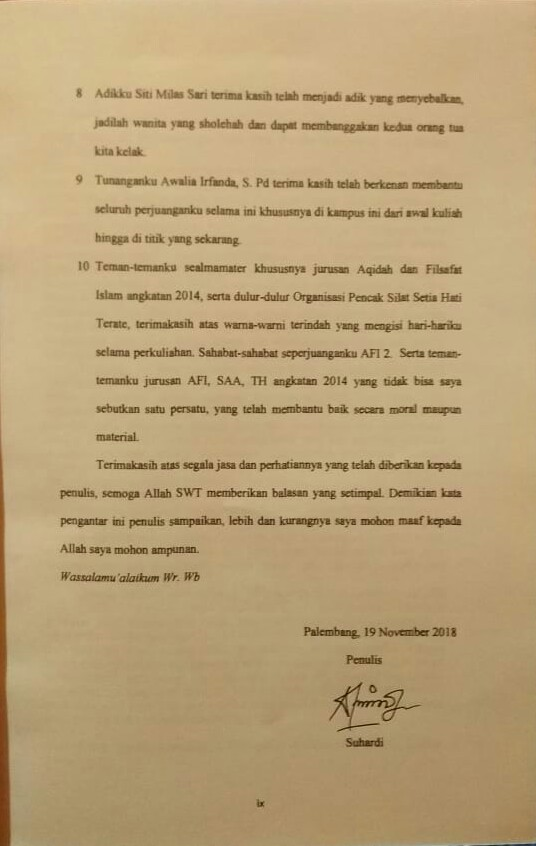 8 Adikku Siti Milas Sari terima kasih telah menjadi adik yang menyebalkan,
jadilah wanita yang sholehah dan dapat membanggakan kedua orang tua
kita kelak.
9 Tunanganku Awalia Irfanda, S. Pd terima kasih telah berkenan membantu
seluruh perjuanganku selama ini khususnya di kampus ini dari awal kuliah
hingga di titik yang sekarang.
10 Teman-temanku sealmamater khususnya jurusan Aqidah dan Filsafat
Islam angkatan 2014, serta dulur-dulur Organisasi Pencak Silat Setia Hati
Terate, terimakasih atas warna-warni terindah yang mengisi hari-hariku
selama perkuliahan. Sahabat-sahabat seperjuanganku AFI 2. Serta teman-
temanku jurusan AFI, SAA, TH angkatan 2014 yang tidak bisa saya
sebutkan satu persatu, yang telah membantu baik secara moral maupun
material.
Terimakasih atas segala jasa dan perhatiannya yang telah diberikan kepada
penulis, semoga Allah SWT memberikan balasan yang setimpal. Demikian kata
pengantar ini penulis sampaikan, lebih dan kurangnya saya mohon maaf kepada
Allah saya mohon ampunan.
Wassalamu'alaikum Wr. Wb
Palembang, 19 November 2018
Penulis
Suhardi
ix